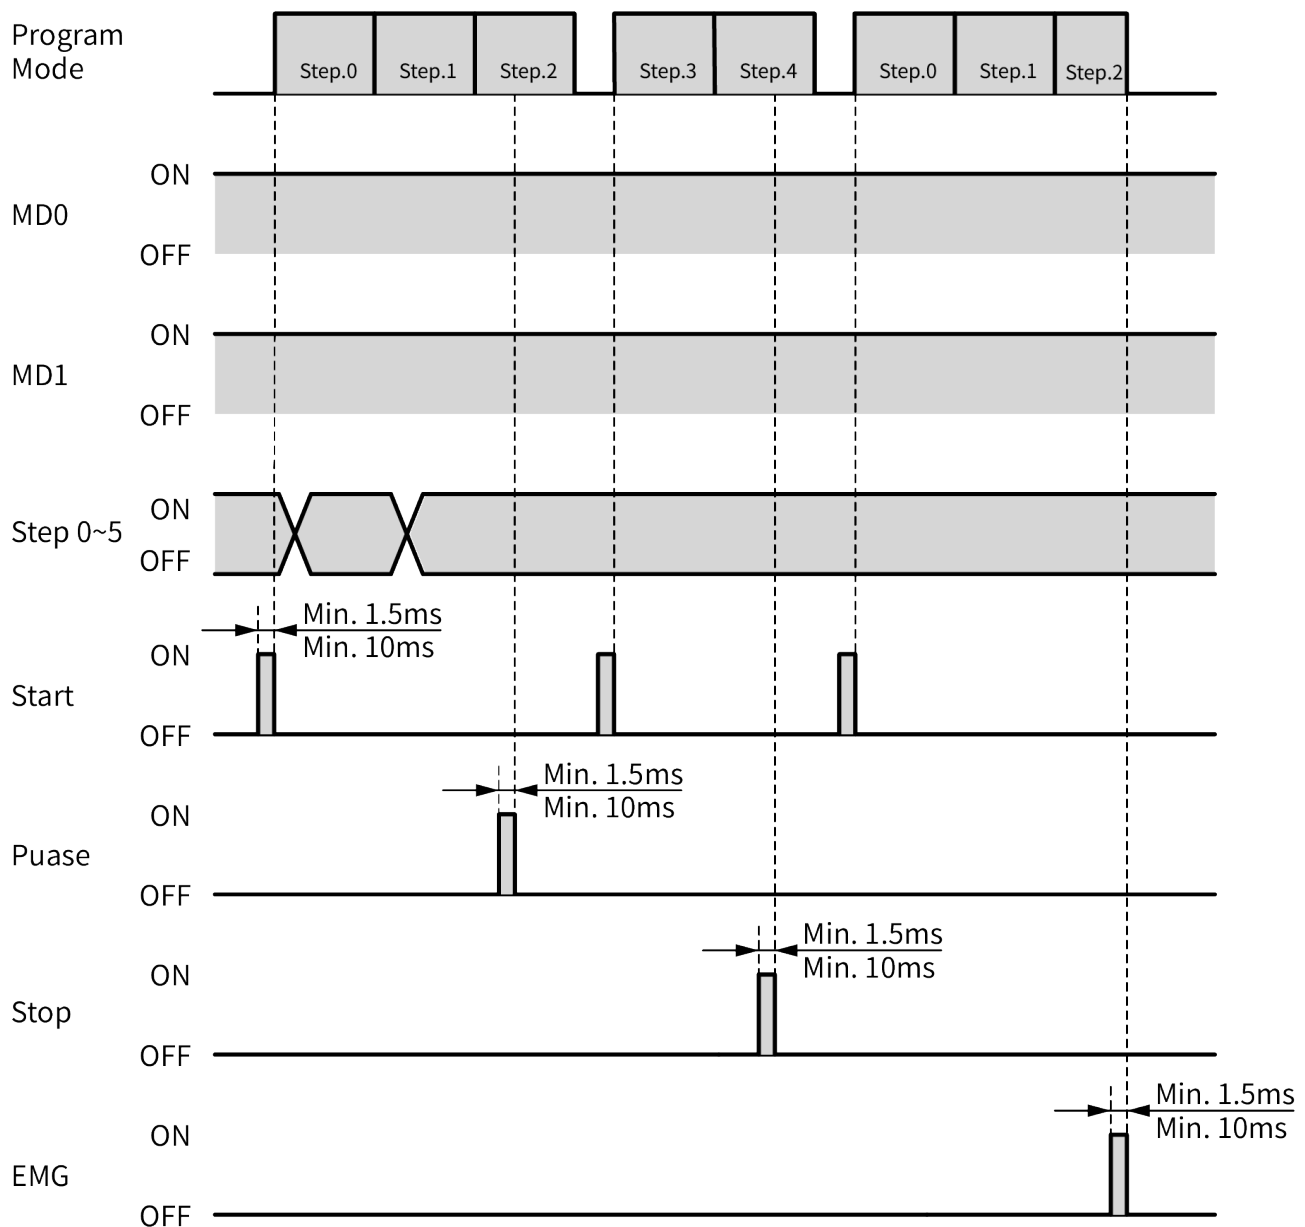 Program
Mode
Step.0
Step.1
Step.2
Step.3
Step.4
Step.0
Step.1
Step.2
ON
MD0
OFF
ON
MD1
OFF
ON
Step 0~5
OFF
Min. 1.5ms
Min. 10ms
ON
Start
OFF
Min. 1.5ms
Min. 10ms
ON
Puase
OFF
Min. 1.5ms
Min. 10ms
ON
Stop
OFF
Min. 1.5ms
Min. 10ms
ON
EMG
OFF